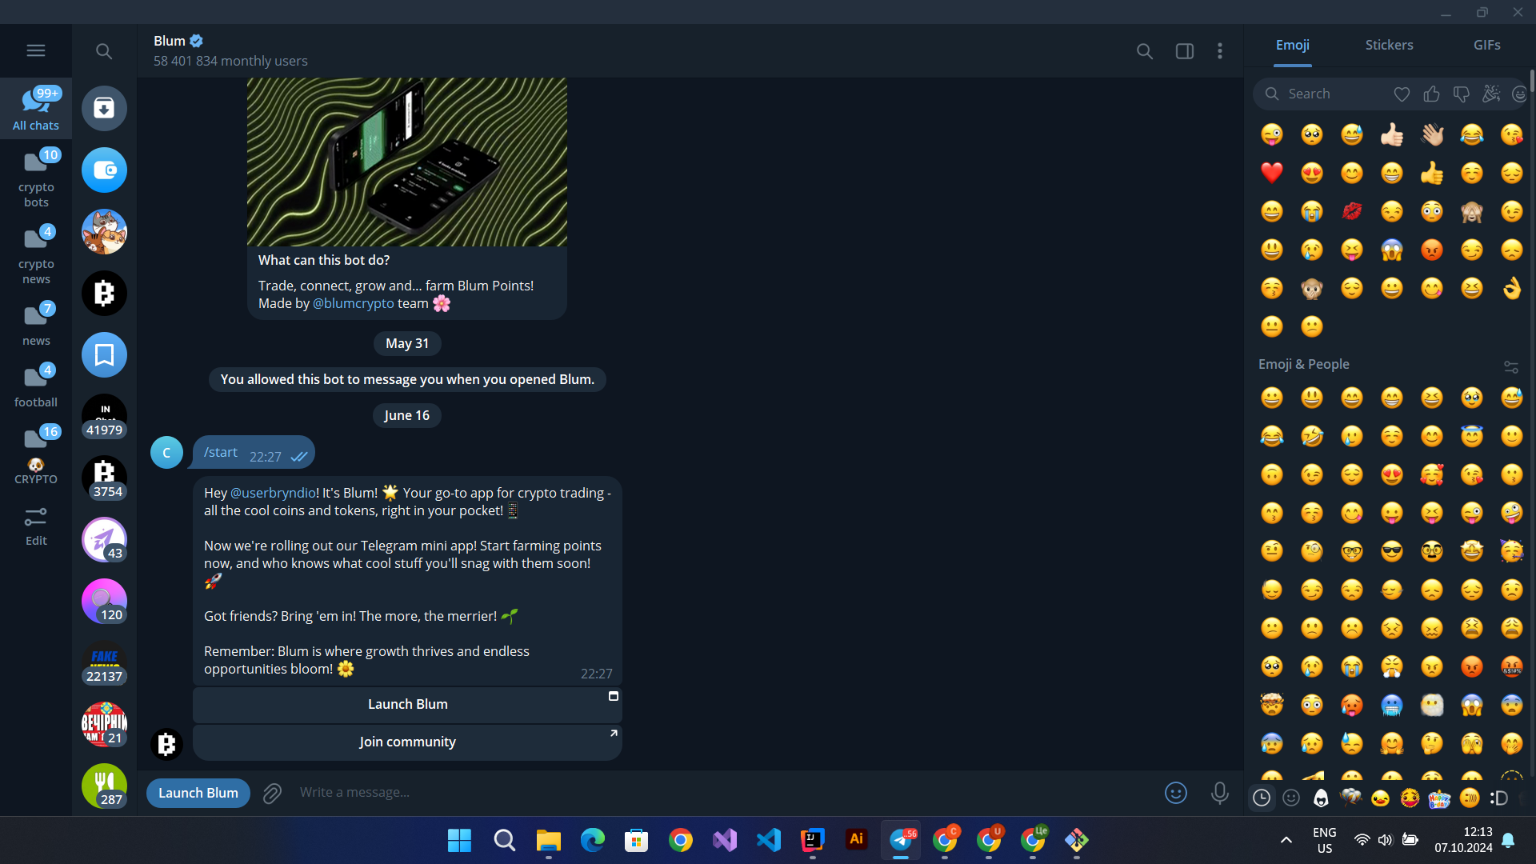 Blum
58 401 834 monthly users
99+
All chats
10
crypto
bots
4
crypto
news
7
news
4
football
16
CRYPTO
Edit
IN
41979
3754
43
120
FAKE
22137
ВЕЧІРНІЙ
21
287
What can this bot do?
Trade, connect, grow and... farm Blum Points!
Made by @blumcrypto team
May 31
You allowed this bot to message you when you opened Blum.
June 16
C
/start 22:27
Hey @userbryndio! It's Blum! 🌟 Your go-to app for crypto trading -
all the cool coins and tokens, right in your pocket!
Now we're rolling out our Telegram mini app! Start farming points
now, and who knows what cool stuff you'll snag with them soon!
🚀
Got friends? Bring 'em in! The more, the merrier! 🌱
Remember: Blum is where growth thrives and endless
opportunities bloom! 🌼
22:27
Launch Blum
Join community
Launch Blum
Write a message...
Emoji Stickers GIFs
Search
Emoji & People
:D
Ai
56
C
U
Це
ENG
US
12:13
07.10.2024